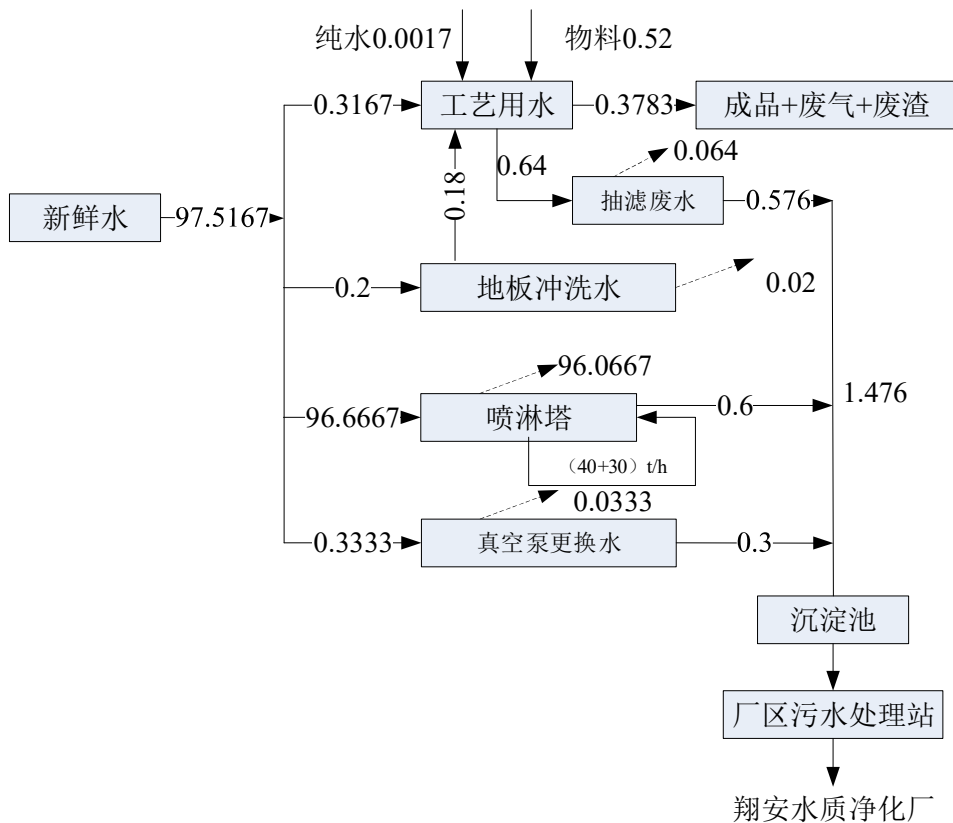 纯水0.0017
物料0.52
0.3167
工艺用水
0.3783
成品+废气+废渣
0.064
0.64
0.18
抽滤废水
0.576
新鲜水
97.5167
0.2
地板冲洗水
0.02
96.0667
96.6667
喷淋塔
0.6
1.476
（40+30）t/h
0.0333
0.3333
真空泵更换水
0.3
沉淀池
厂区污水处理站
翔安水质净化厂